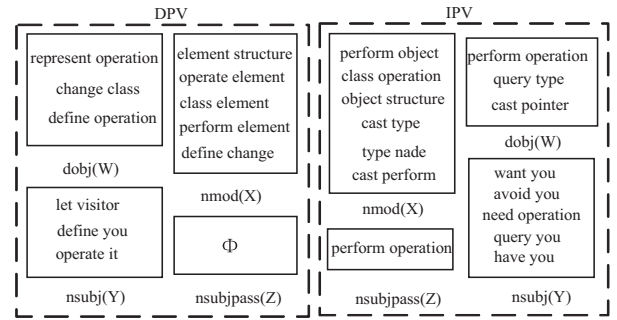 DPV
represent operation
change class
define operation
dobj(W)
element structure
operate element
class element
perform element
define change
nmod(X)
let visitor
define you
operate it
nsubj(Y)
Φ
nsubjpass(Z)
IPV
perform object
class operation
object structure
cast type
type nade
cast perform
nmod(X)
perform operation
query type
cast pointer
dobj(W)
perform operation
nsubjpass(Z)
want you
avoid you
need operation
query you
have you
nsubj(Y)